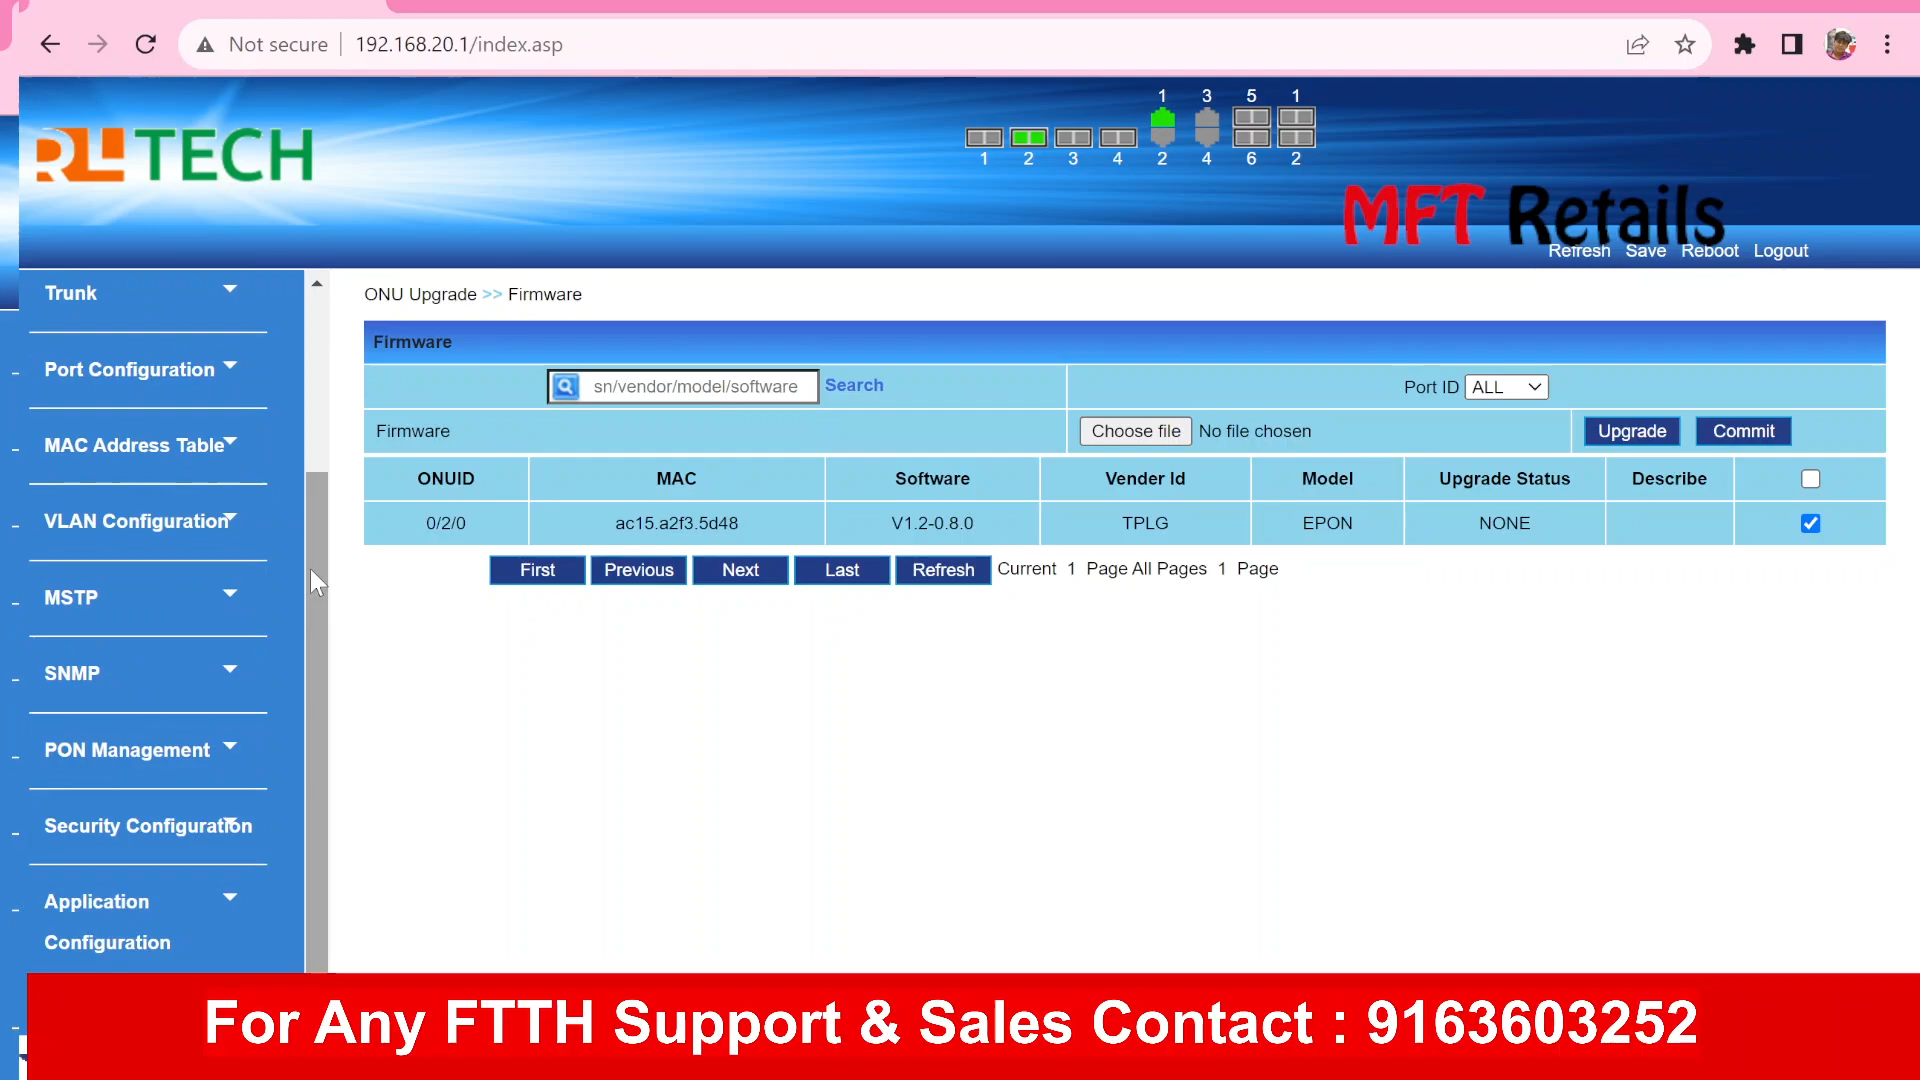 Not secure
192.168.20.1/index.asp
RL TECH
1 3 5 1
1 2 3 4 2 4 6 2
MFT Retails
Refresh Save Reboot Logout
Trunk
Port Configuration
MAC Address Table
VLAN Configuration
MSTP
SNMP
PON Management
Security Configuration
Application
Configuration
ONU Upgrade >> Firmware
Firmware
sn/vendor/model/software Search Port ID ALL
Firmware Choose file No file chosen Upgrade Commit
ONUID MAC Software Vender Id Model Upgrade Status Describe
0/2/0 ac15.a2f3.5d48 V1.2-0.8.0 TPLG EPON NONE
First Previous Next Last Refresh Current 1 Page All Pages 1 Page
For Any FTTH Support & Sales Contact : 9163603252